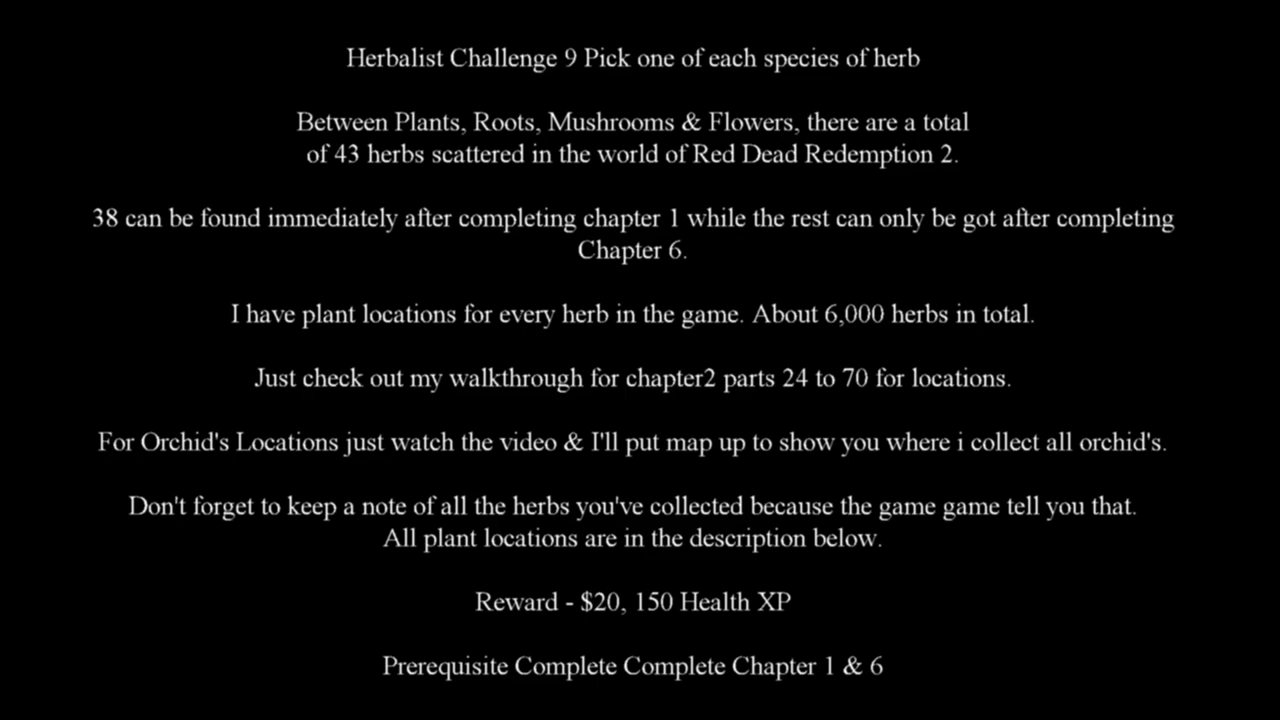 Herbalist Challenge 9 Pick one of each species of herb
Between Plants, Roots, Mushrooms & Flowers, there are a total
of 43 herbs scattered in the world of Red Dead Redemption 2.
38 can be found immediately after completing chapter 1 while the rest can only be got after completing
Chapter 6.
I have plant locations for every herb in the game. About 6,000 herbs in total.
Just check out my walkthrough for chapter2 parts 24 to 70 for locations.
For Orchid's Locations just watch the video & I'll put map up to show you where i collect all orchid's.
Don't forget to keep a note of all the herbs you've collected because the game game tell you that.
All plant locations are in the description below.
Reward - $20, 150 Health XP
Prerequisite Complete Complete Chapter 1 & 6